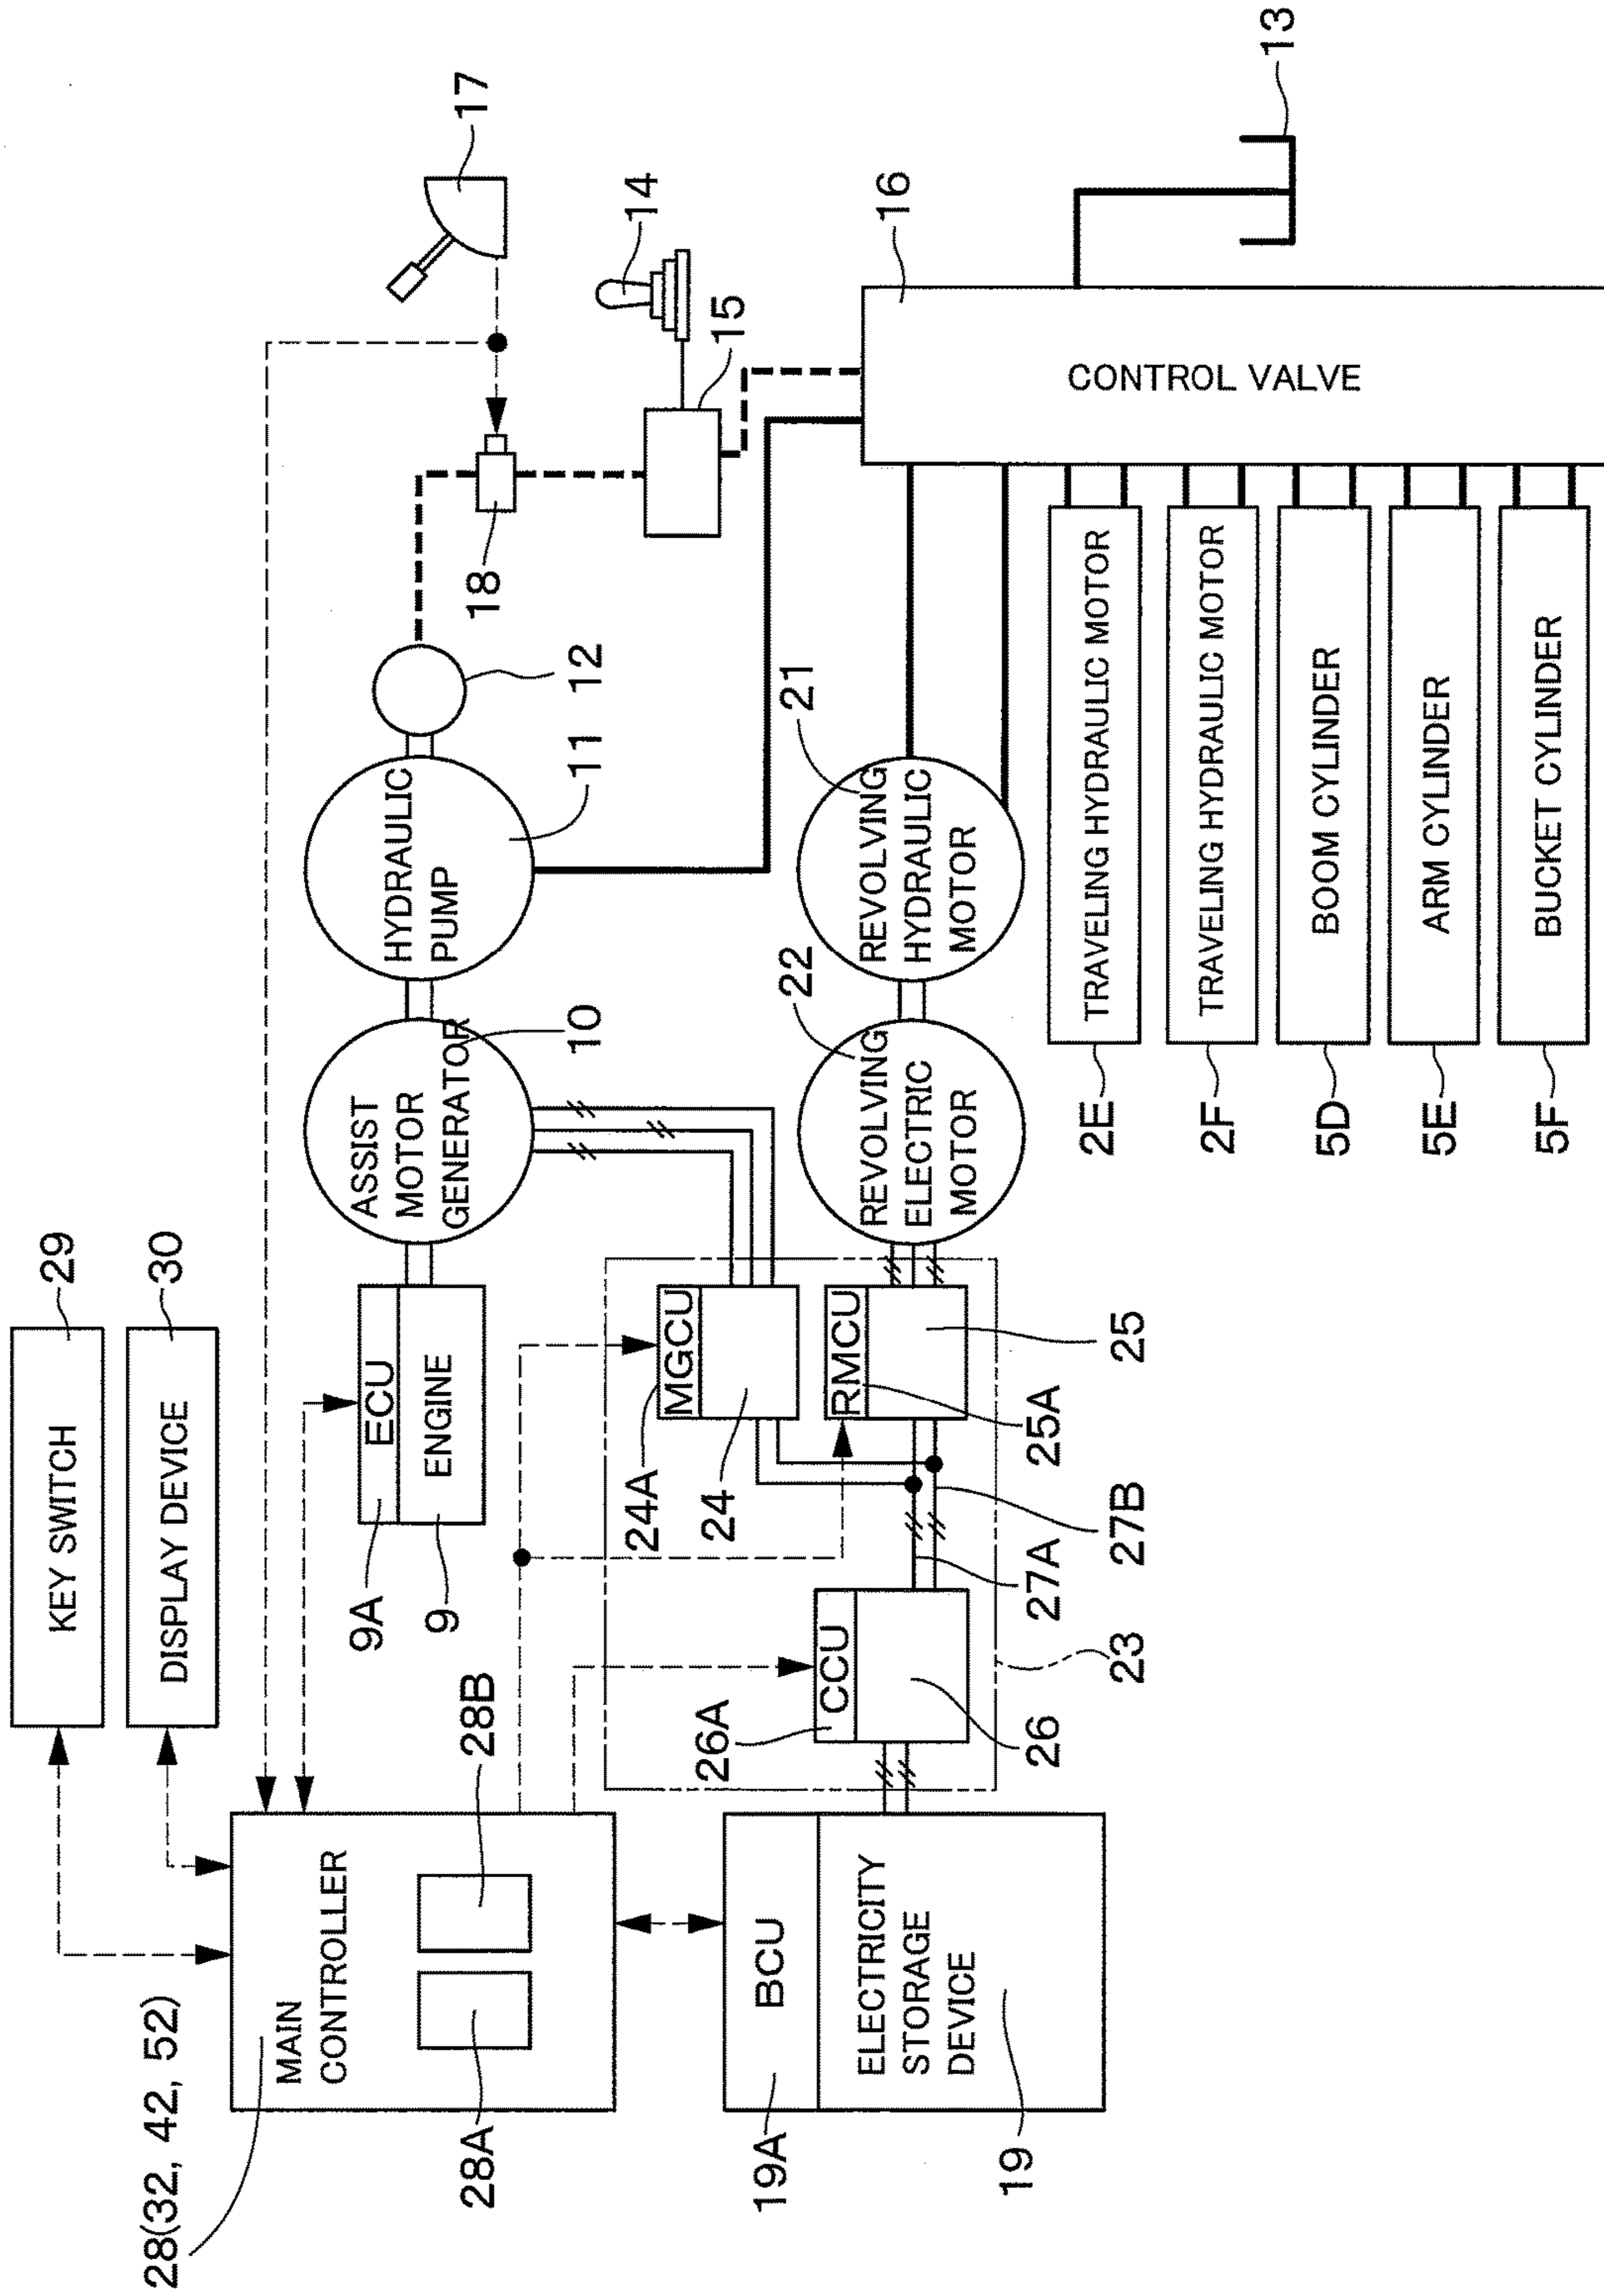 KEY SWITCH
29
DISPLAY DEVICE
30
28(32, 42, 52)
MAIN
CONTROLLER
28A
28B
ECU
ENGINE
9A
9
ASSIST
MOTOR
GENERATOR
10
HYDRAULIC
PUMP
11
12
18
17
14
15
BCU
ELECTRICITY
STORAGE
DEVICE
19A
19
CCU
26A
26
23
MGCU
24A
24
RMCU
25A
25
27A
27B
REVOLVING
ELECTRIC
MOTOR
22
REVOLVING
HYDRAULIC
MOTOR
21
CONTROL VALVE
16
13
2E
TRAVELING HYDRAULIC MOTOR
2F
TRAVELING HYDRAULIC MOTOR
5D
BOOM CYLINDER
5E
ARM CYLINDER
5F
BUCKET CYLINDER